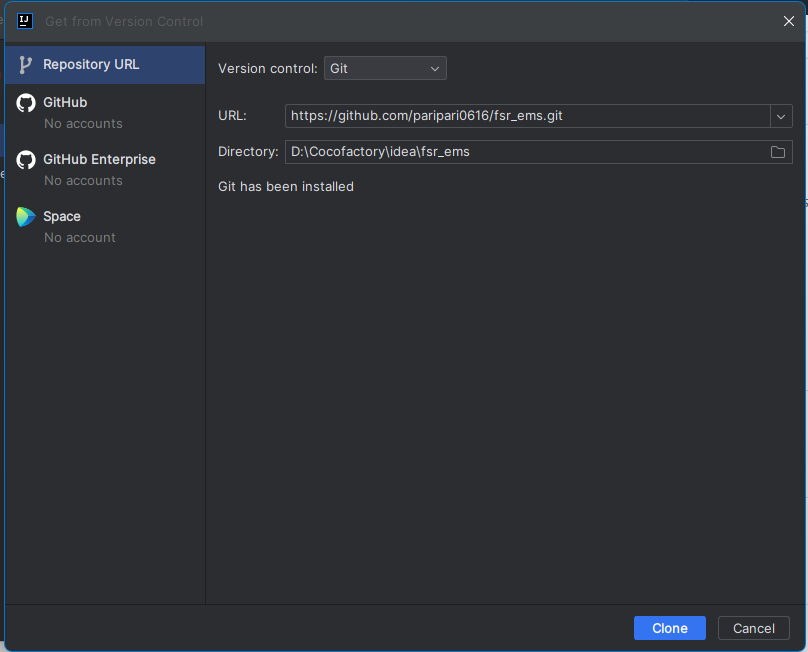 Get from Version Control
Repository URL
GitHub
No accounts
GitHub Enterprise
No accounts
Space
No account
Version control: Git
URL: https://github.com/paripari0616/fsr_ems.git
Directory: D:\Cocofactory\idea\fsr_ems
Git has been installed
Clone Cancel